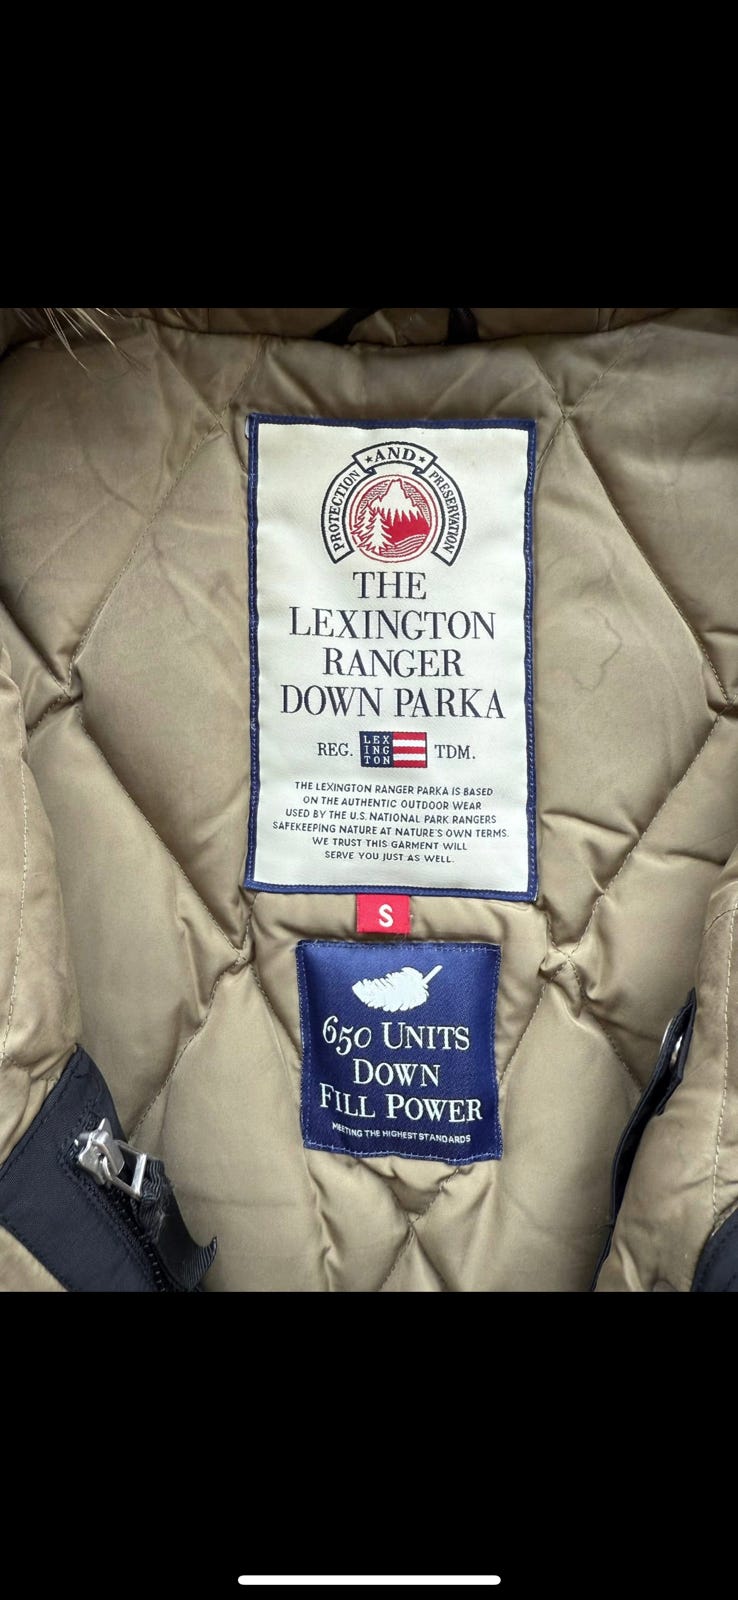 PROTECTION ★AND★ PRESERVATION
THE
LEXINGTON
RANGER
DOWN PARKA
REG. LEX ING TON TDM.
THE LEXINGTON RANGER PARKA IS BASED
ON THE AUTHENTIC OUTDOOR WEAR
USED BY THE U.S. NATIONAL PARK RANGERS
SAFEKEEPING NATURE AT NATURE'S OWN TERMS.
WE TRUST THIS GARMENT WILL
SERVE YOU JUST AS WELL.
S
650 UNITS
DOWN
FILL POWER
MEETING THE HIGHEST STANDARDS